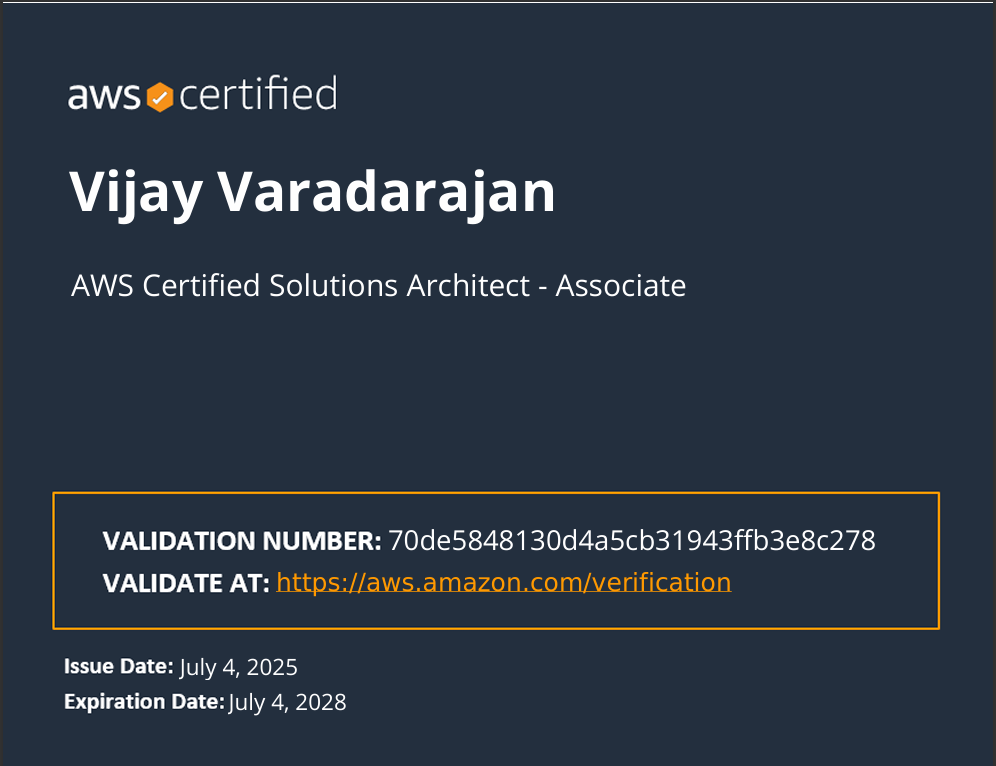 aws certified
Vijay Varadarajan
AWS Certified Solutions Architect - Associate
VALIDATION NUMBER: 70de5848130d4a5cb31943ffb3e8c278
VALIDATE AT: https://aws.amazon.com/verification
Issue Date: July 4, 2025
Expiration Date: July 4, 2028